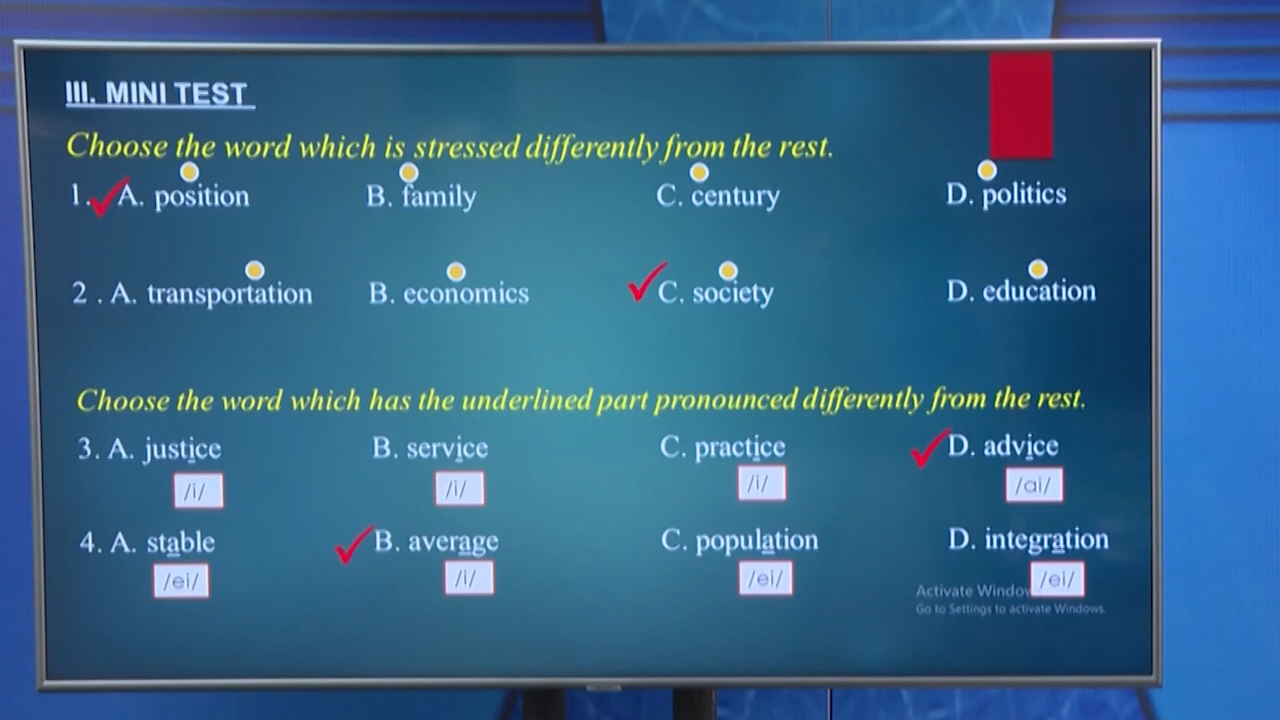 III. MINI TEST
Choose the word which is stressed differently from the rest.
1. A. position B. family C. century D. politics
2 . A. transportation B. economics C. society D. education
Choose the word which has the underlined part pronounced differently from the rest.
3. A. justice B. service C. practice D. advice
/i/ /i/ /i/ /ai/
4. A. stable B. average C. population D. integration
/ei/ /i/ /ei/ /ei/
Activate
Go to Settings to activate Windows.